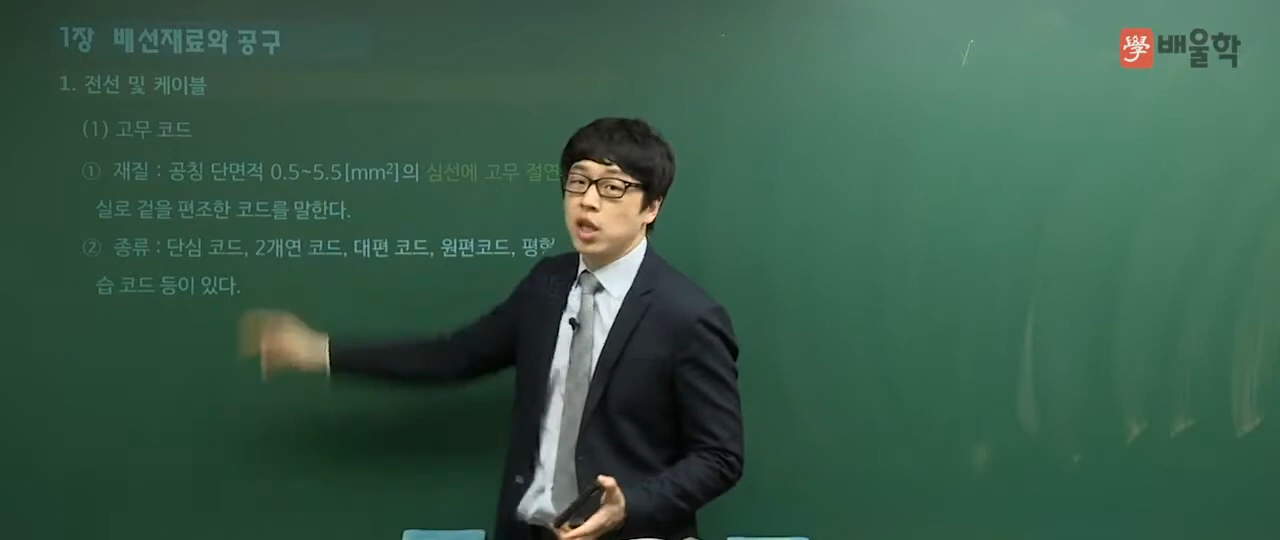 1장 배선재료와 공구
學 배울학
1. 전선 및 케이블
(1) 고무 코드
① 재질 : 공칭 단면적 0.5~5.5[mm²]의 심선에 고무 절연
실로 겉을 편조한 코드를 말한다.
② 종류 : 단심 코드, 2개연 코드, 대편 코드, 원편코드,
습 코드 등이 있다.